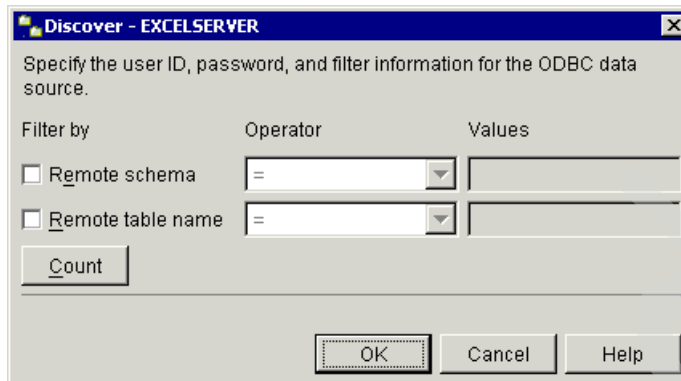 Discover - EXCELSERVER
Specify the user ID, password, and filter information for the ODBC data
source.
Filter by Operator Values
Remote schema =
Remote table name =
Count
OK Cancel Help